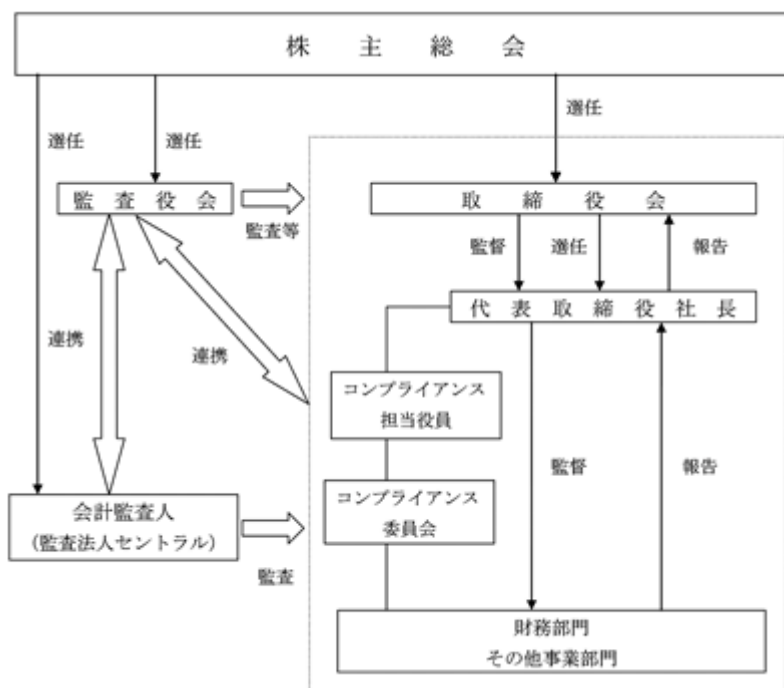 株主総会
選任
選任
選任
監査役会
監査等
取締役会
監督
選任
報告
代表取締役社長
連携
連携
コンプライアンス
担当役員
監督
報告
コンプライアンス
委員会
会計監査人
（監査法人セントラル）
監査
財務部門
その他事業部門